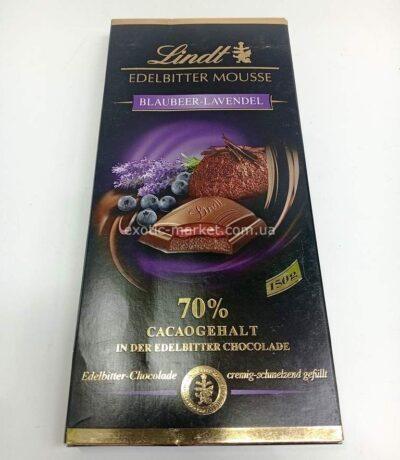 Lindt
EDELBITTER MOUSSE
BLAUBEER-LAVENDEL
Lindt
exotic-market.com.ua
150g
70%
CACAOGEHALT
IN DER EDELBITTER CHOCOLADE
Edelbitter-Chocolade cremig-schmelzend gefüllt